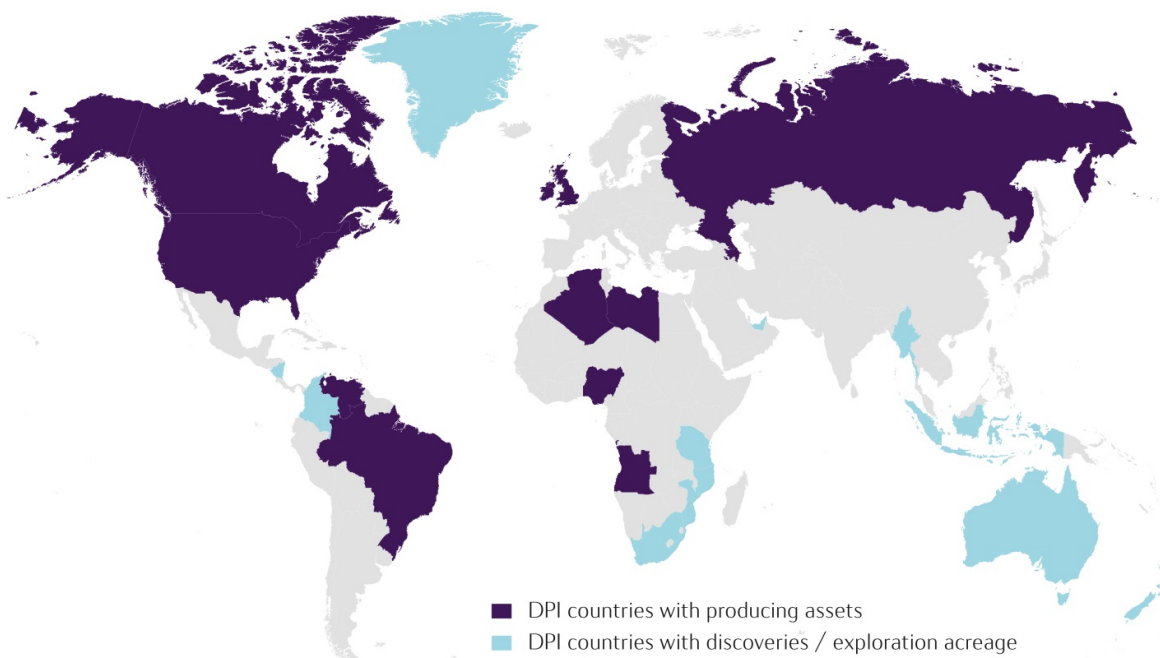 DPI countries with producing assets
DPI countries with discoveries / exploration acreage